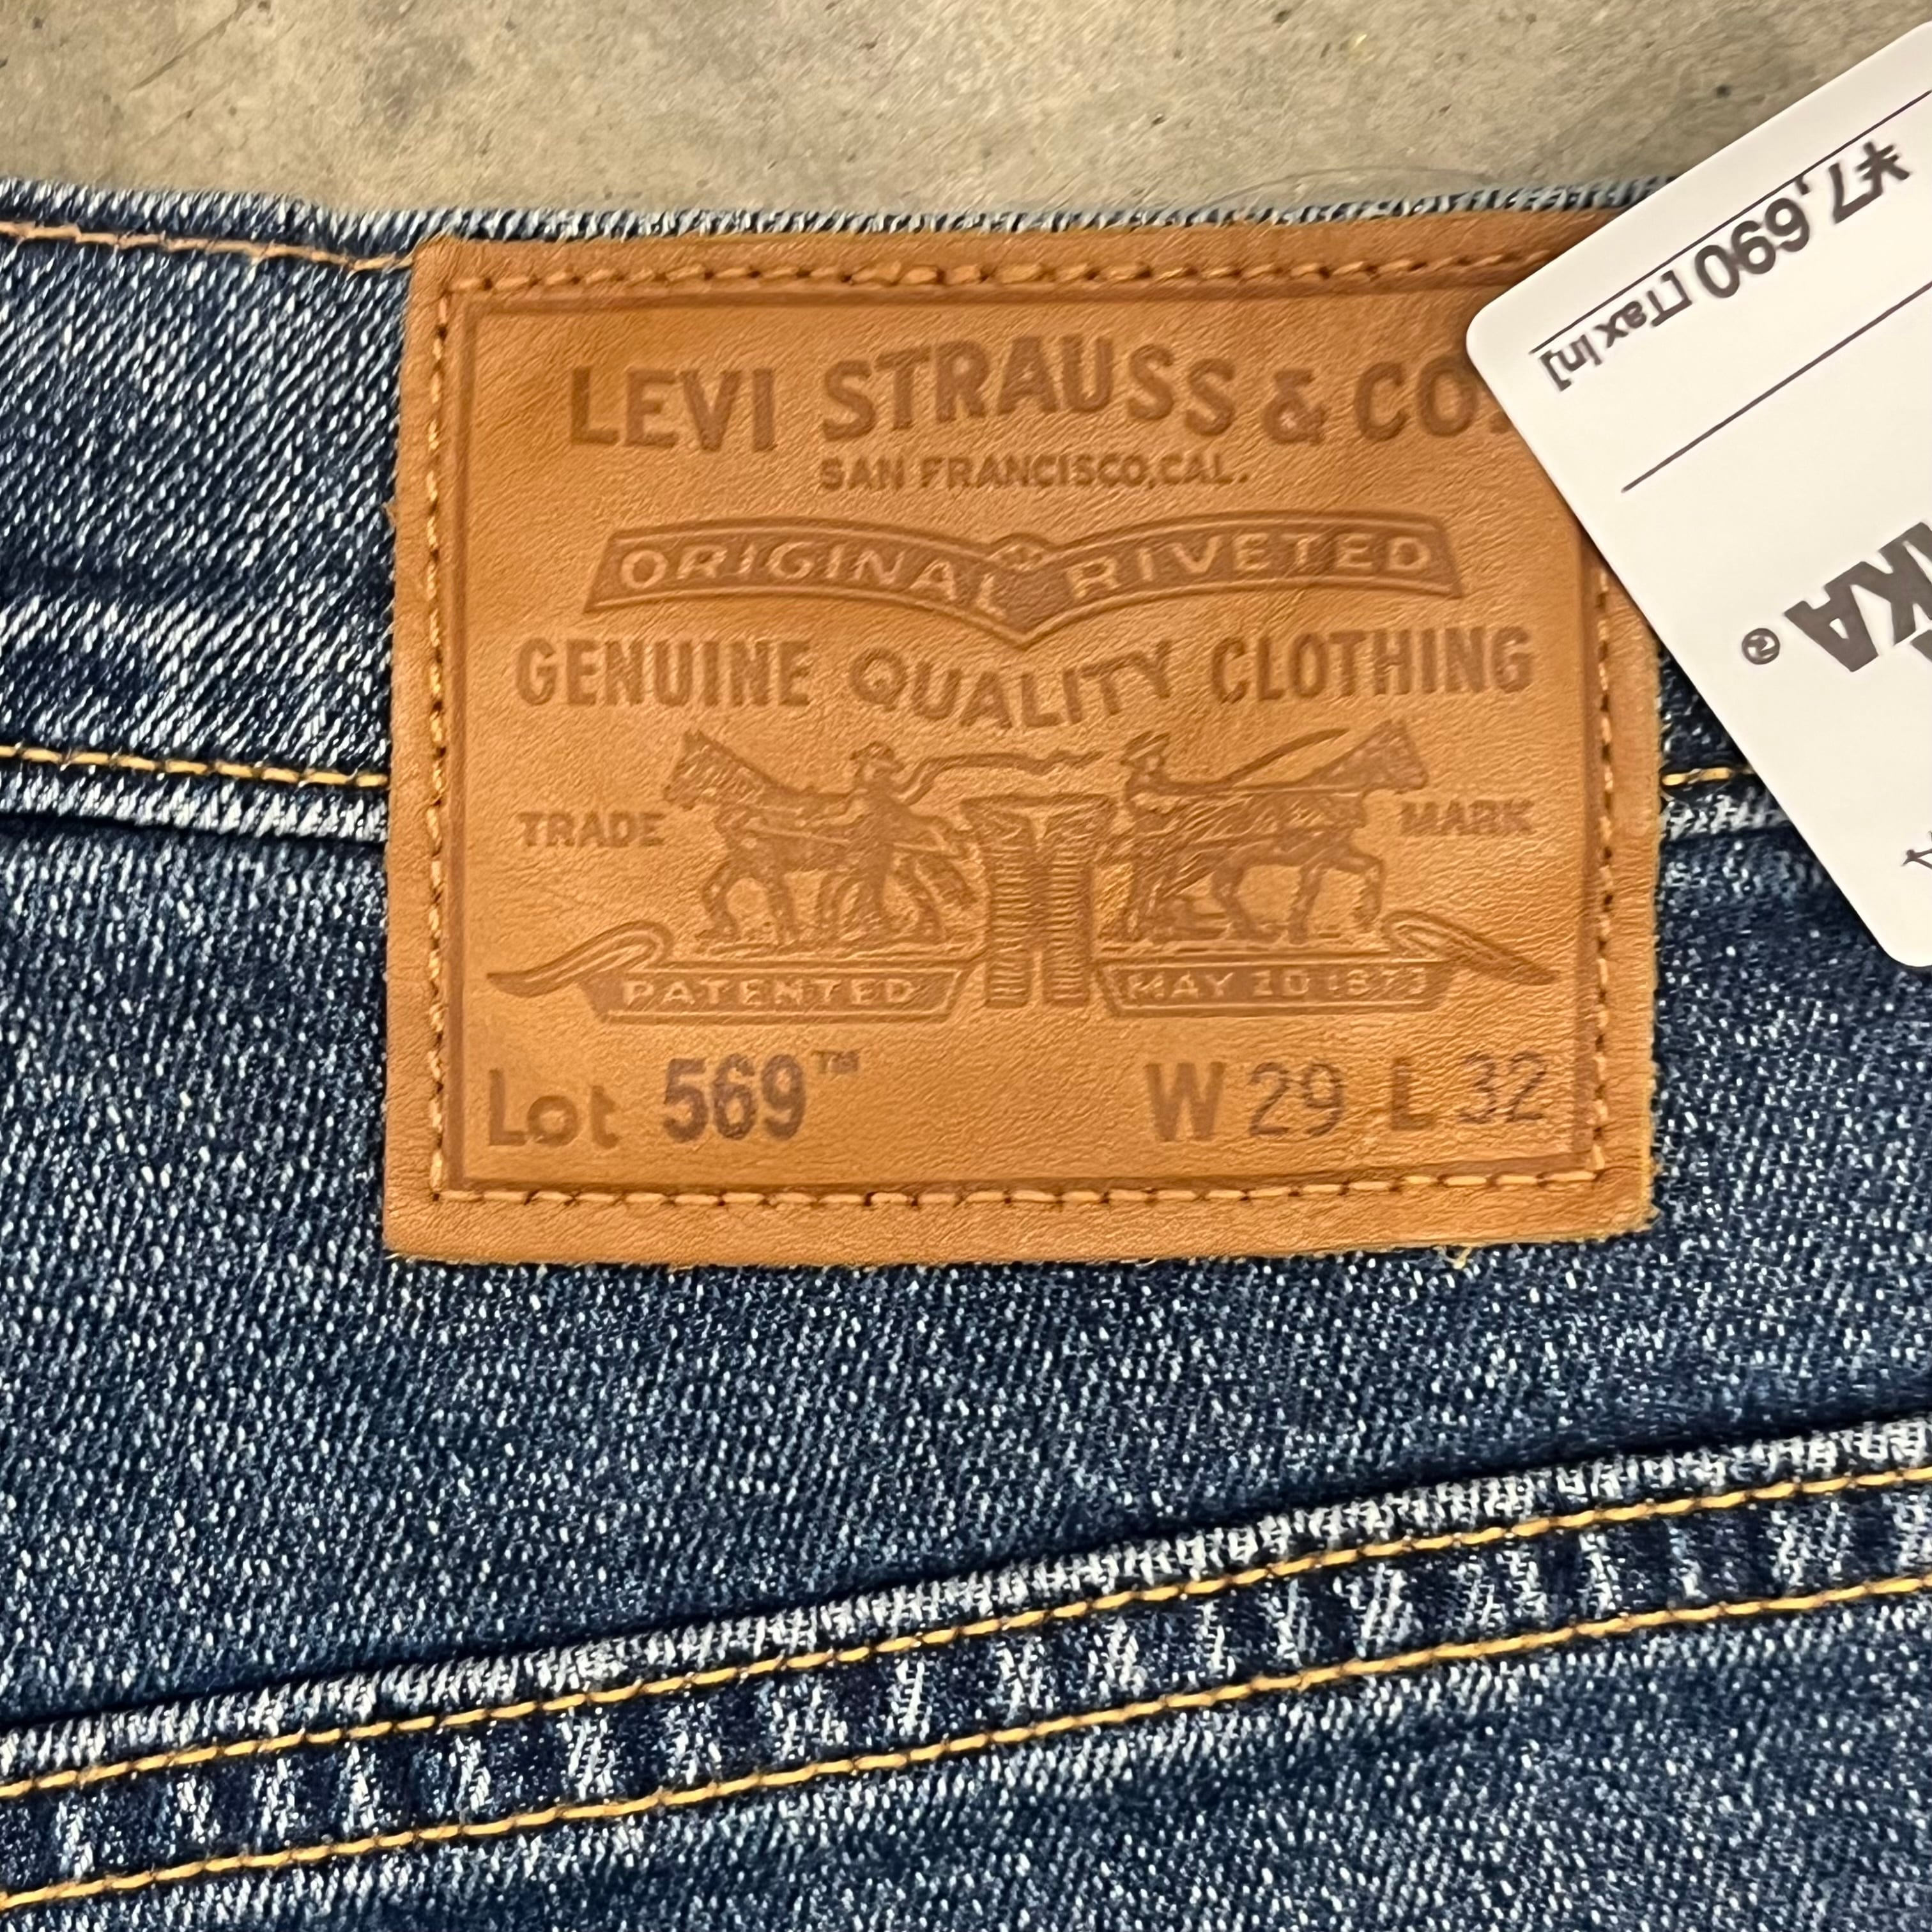 LEVI STRAUSS & CO.
SAN FRANCISCO, CAL.
ORIGINAL RIVETED
GENUINE QUALITY CLOTHING
TRADE MARK
PATENTED MAY 20 1873
Lot 569™ W 29 L 32
¥7,690 [Tax In]
®